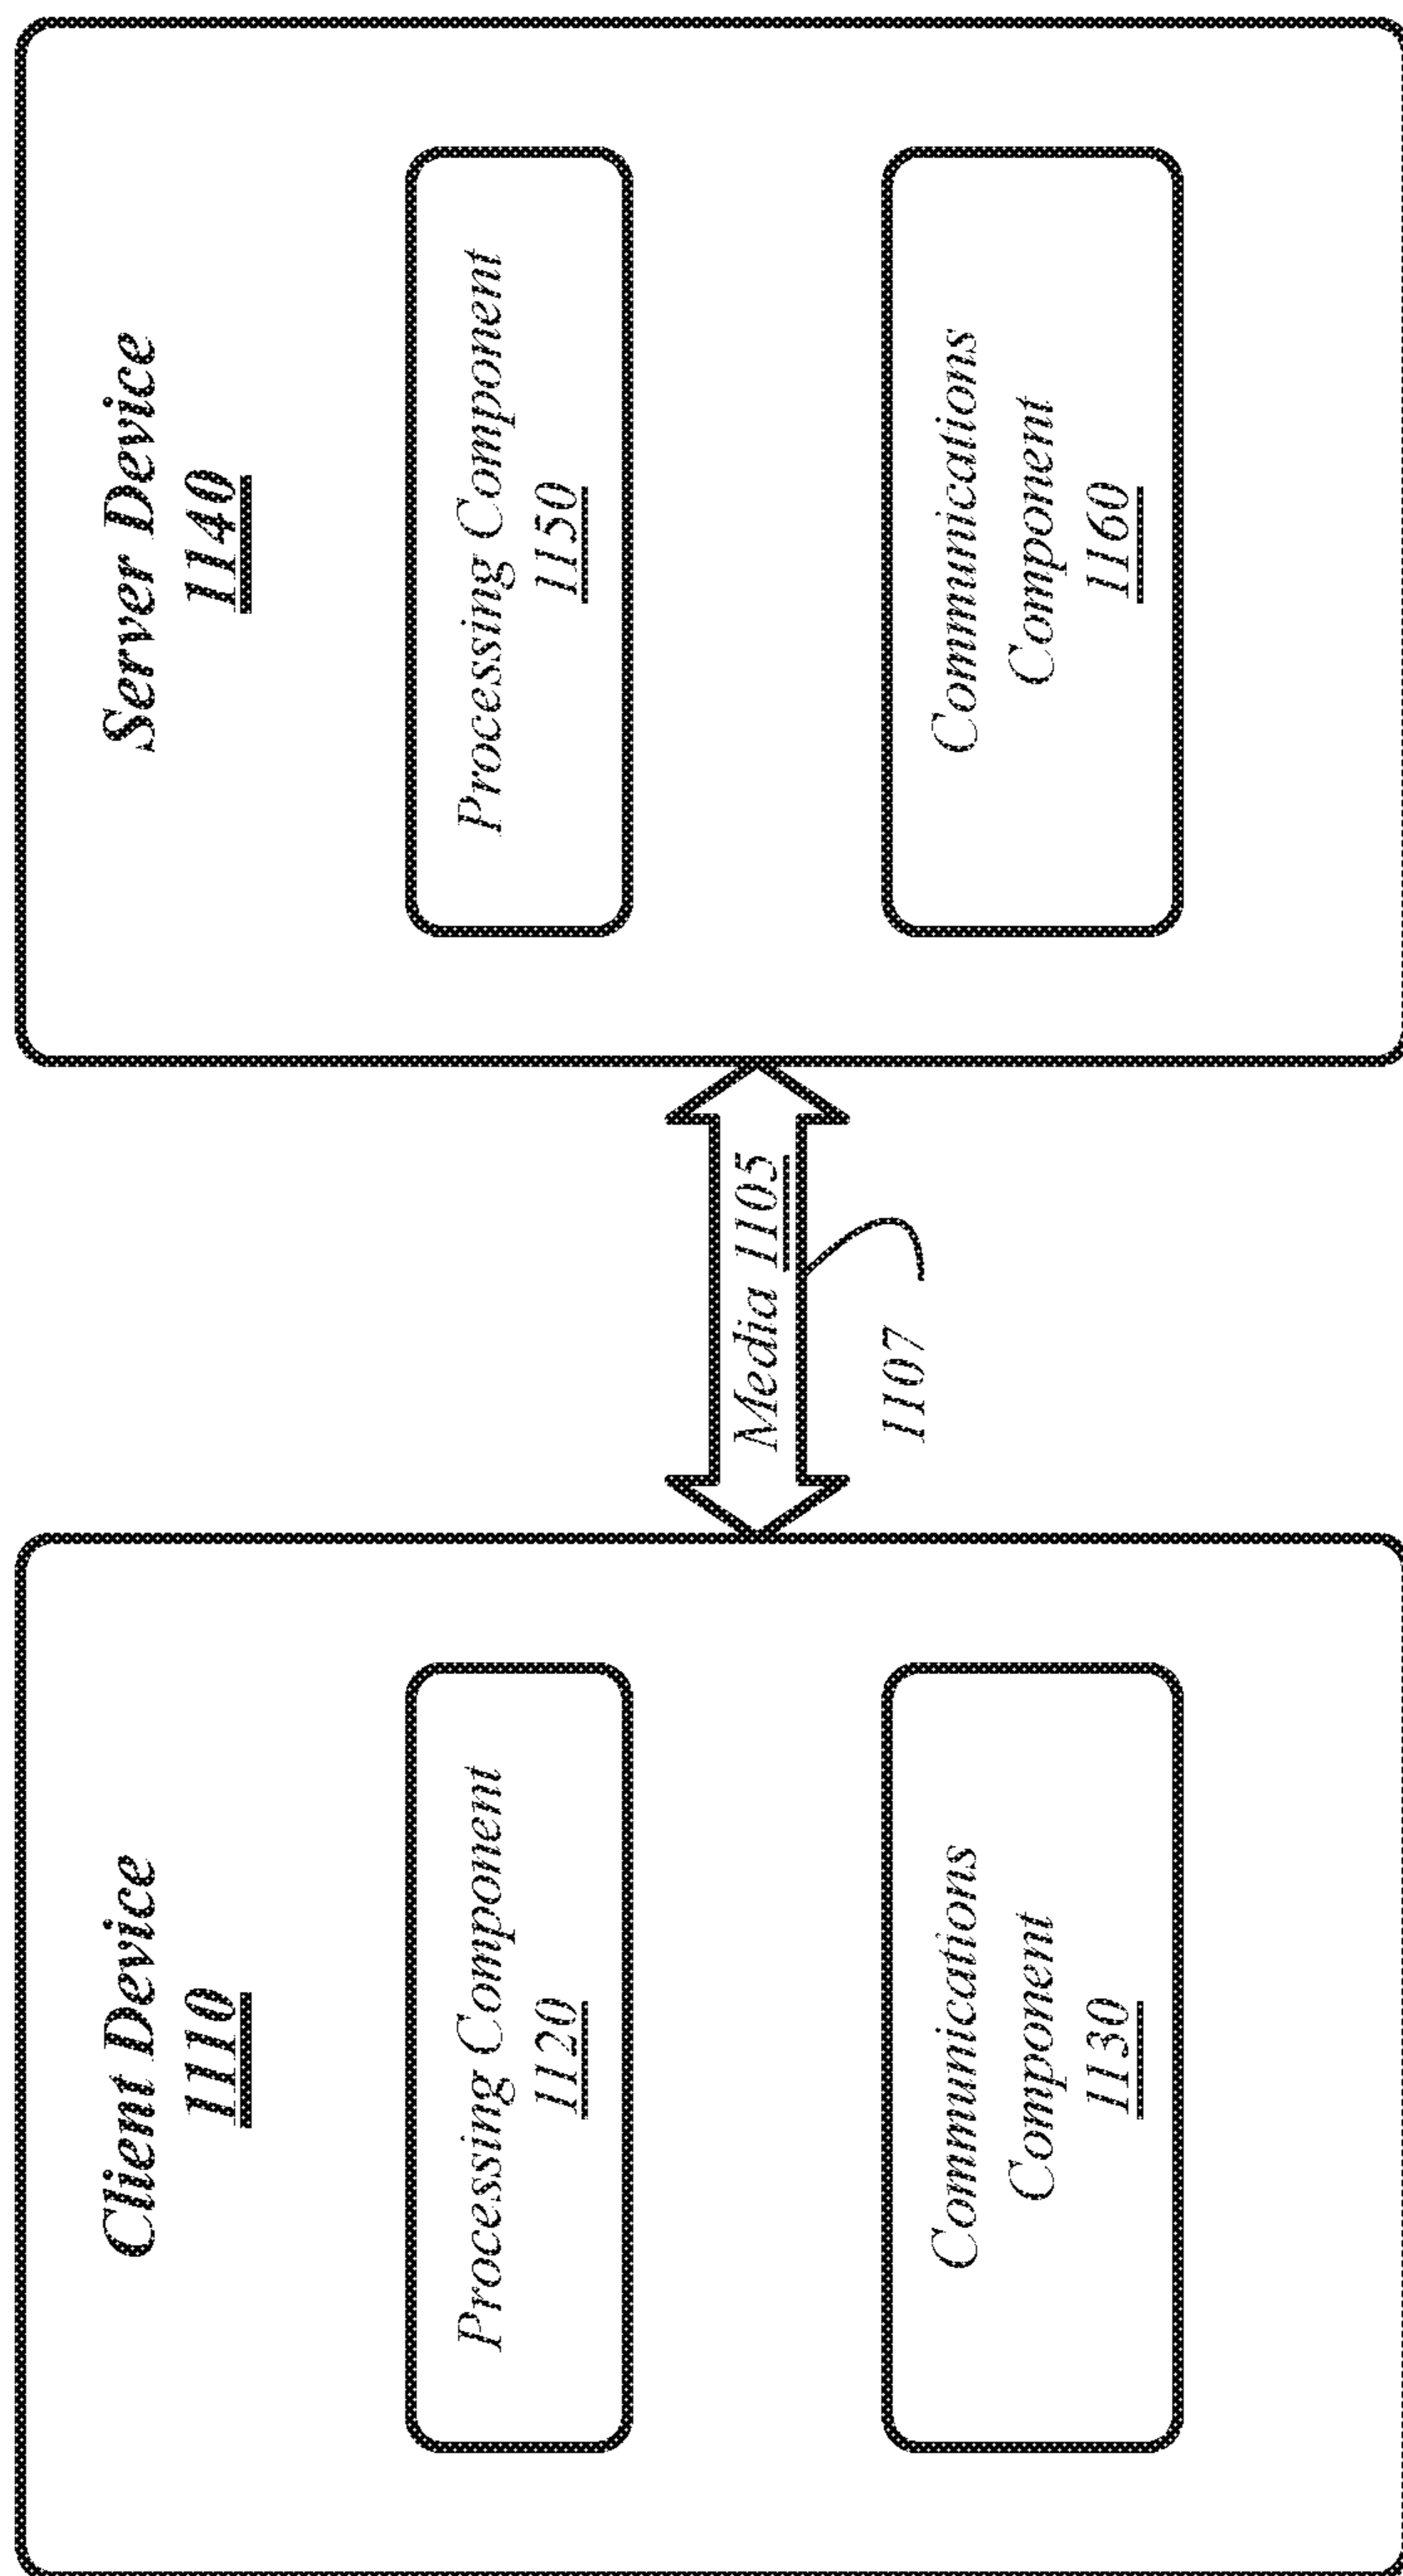 Client Device
1110
Processing Component
1120
Communications
Component
1130
Media 1105
1107
Server Device
1140
Processing Component
1150
Communications
Component
1160